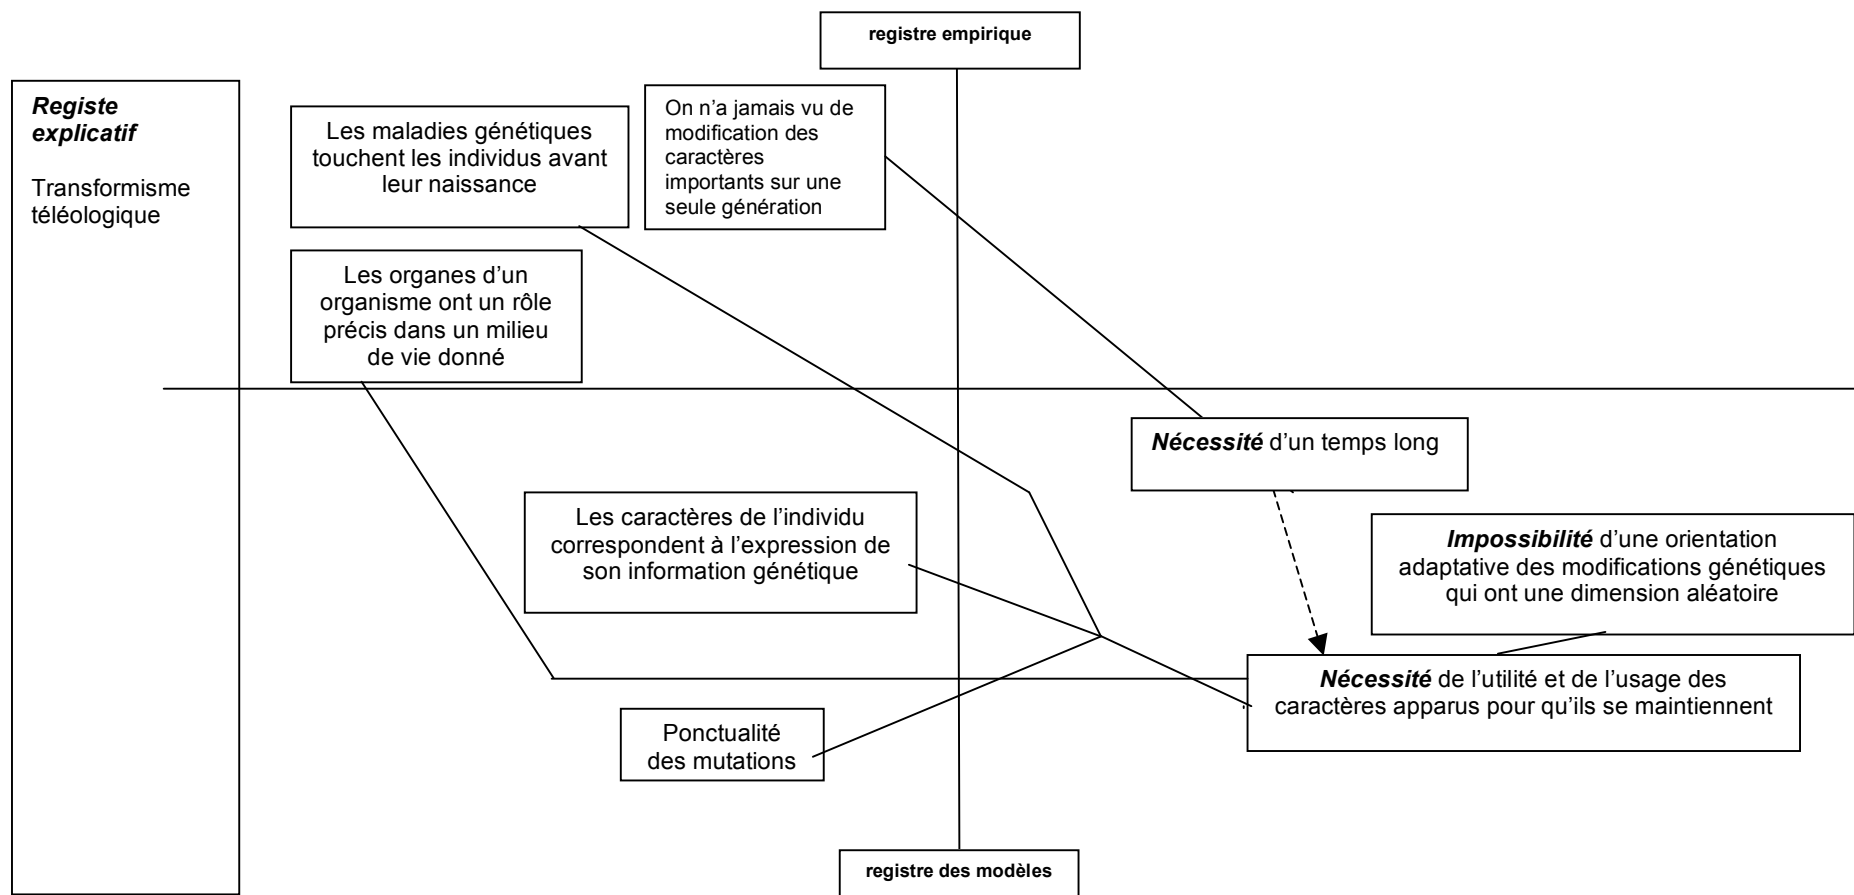 registre empirique
Registe
explicatif
Transformisme
téléologique
Les maladies génétiques
touchent les individus avant
leur naissance
On n’a jamais vu de
modification des
caractères
importants sur une
seule génération
Les organes d’un
organisme ont un rôle
précis dans un milieu
de vie donné
Nécessité d’un temps long
Les caractères de l’individu
correspondent à l’expression de
son information génétique
Impossibilité d’une orientation
adaptative des modifications génétiques
qui ont une dimension aléatoire
Nécessité de l’utilité et de l’usage des
caractères apparus pour qu’ils se maintiennent
Ponctualité
des mutations
registre des modèles